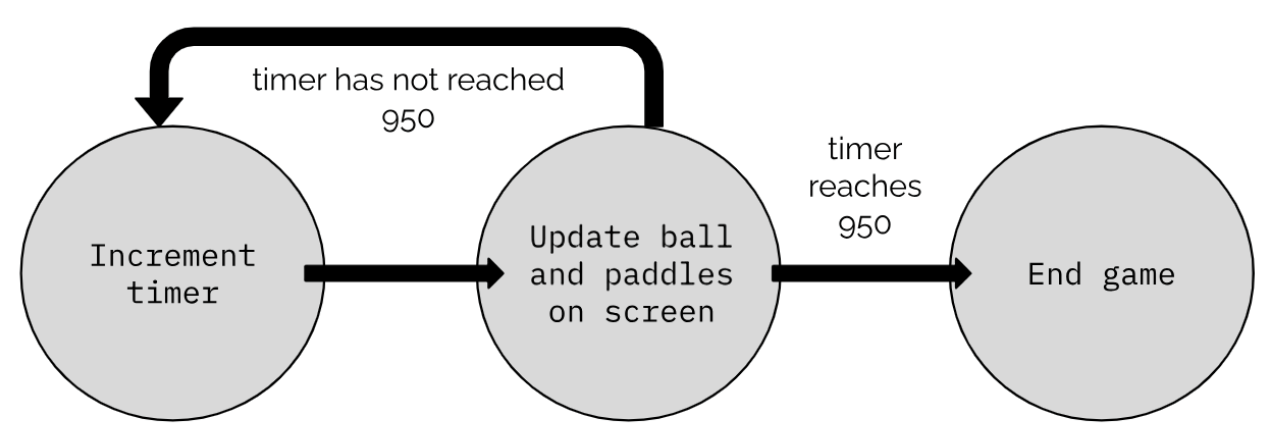 timer has not reached
950
timer
reaches
950
Increment
timer
Update ball
and paddles
on screen
End game